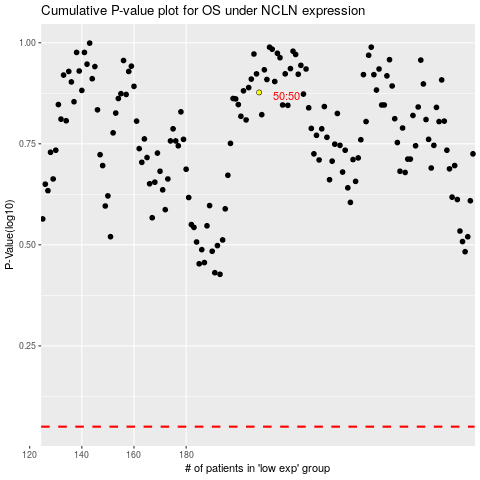 Cumulative P-value plot for OS under NCLN expression
1.00
50:50
0.75
P-Value(log10)
0.50
0.25
120 140 160 180
# of patients in 'low exp' group